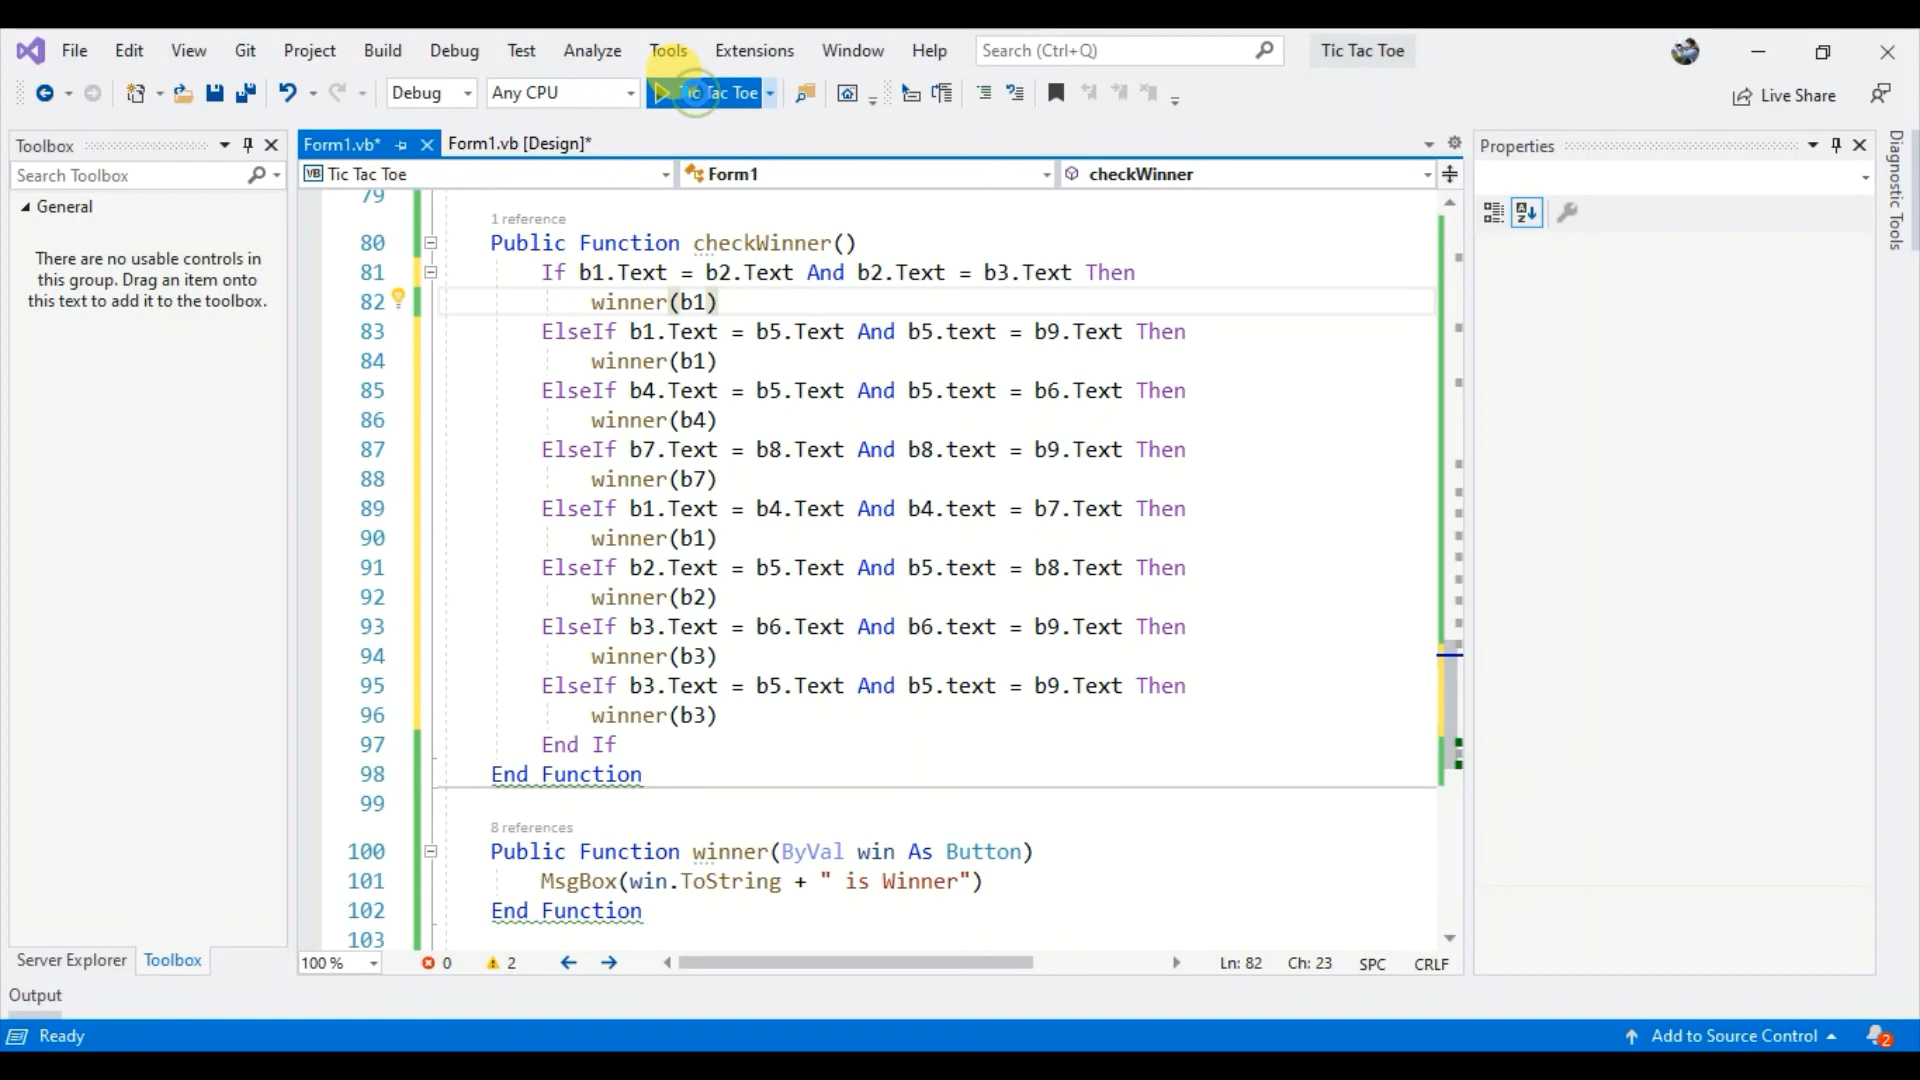 File Edit View Git Project Build Debug Test Analyze Tools Extensions Window Help Search (Ctrl+Q) Tic Tac Toe
Debug Any CPU Tic Tac Toe Live Share
Toolbox
Search Toolbox
General
There are no usable controls in
this group. Drag an item onto
this text to add it to the toolbox.
Server Explorer Toolbox
Form1.vb* Form1.vb [Design]*
VB Tic Tac Toe Form1 checkWinner
79
1 reference
80 Public Function checkWinner()
81 If b1.Text = b2.Text And b2.Text = b3.Text Then
82 winner(b1)
83 ElseIf b1.Text = b5.Text And b5.text = b9.Text Then
84 winner(b1)
85 ElseIf b4.Text = b5.Text And b5.text = b6.Text Then
86 winner(b4)
87 ElseIf b7.Text = b8.Text And b8.text = b9.Text Then
88 winner(b7)
89 ElseIf b1.Text = b4.Text And b4.text = b7.Text Then
90 winner(b1)
91 ElseIf b2.Text = b5.Text And b5.text = b8.Text Then
92 winner(b2)
93 ElseIf b3.Text = b6.Text And b6.text = b9.Text Then
94 winner(b3)
95 ElseIf b3.Text = b5.Text And b5.text = b9.Text Then
96 winner(b3)
97 End If
98 End Function
99
8 references
100 Public Function winner(ByVal win As Button)
101 MsgBox(win.ToString + " is Winner")
102 End Function
103
100 % 0 2 Ln: 82 Ch: 23 SPC CRLF
Properties
Diagnostic Tools
Output
Ready Add to Source Control 2